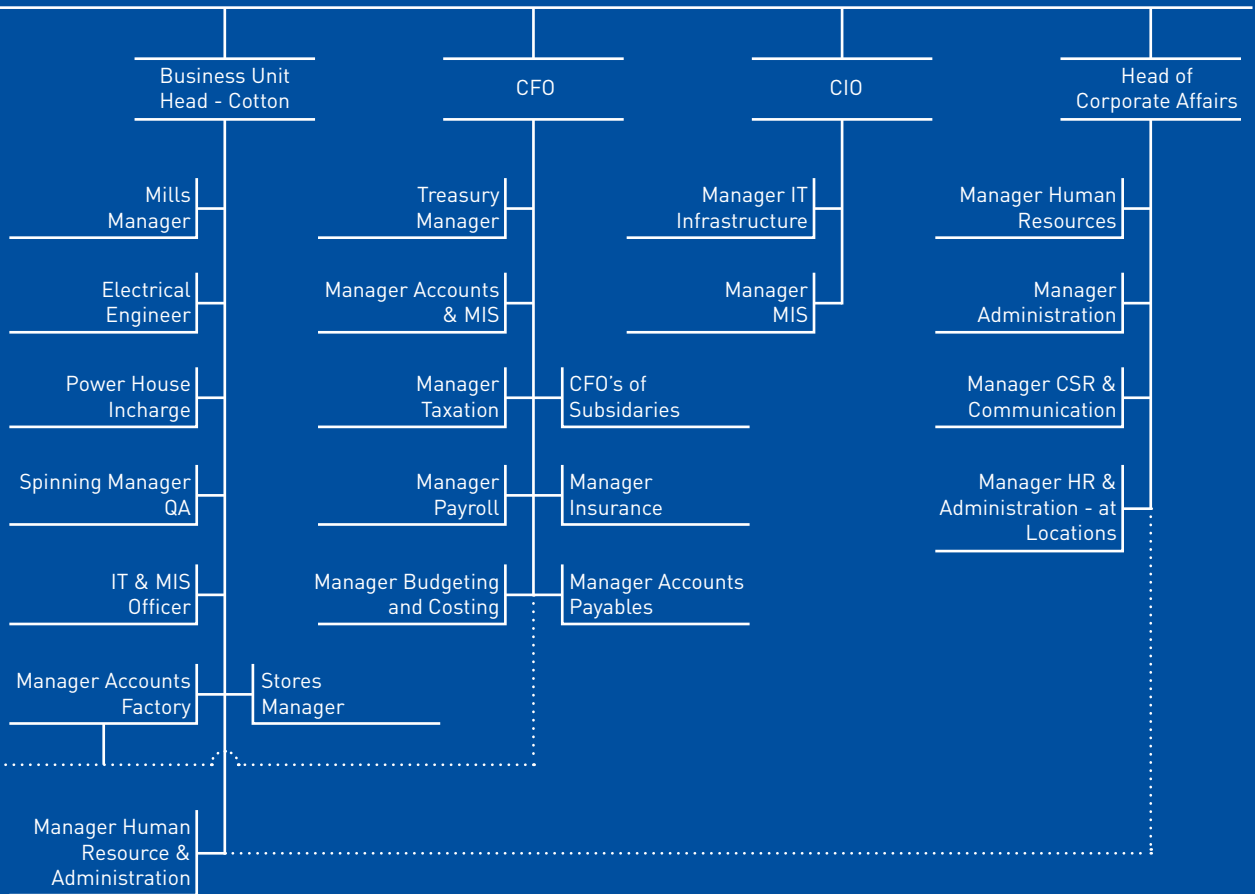 Business Unit
Head - Cotton
CFO
CIO
Head of
Corporate Affairs
Mills
Manager
Electrical
Engineer
Power House
Incharge
Spinning Manager
QA
IT & MIS
Officer
Manager Accounts
Factory
Stores
Manager
Manager Human
Resource &
Administration
Treasury
Manager
Manager Accounts
& MIS
Manager
Taxation
CFO's of
Subsidaries
Manager
Payroll
Manager
Insurance
Manager Budgeting
and Costing
Manager Accounts
Payables
Manager IT
Infrastructure
Manager
MIS
Manager Human
Resources
Manager
Administration
Manager CSR &
Communication
Manager HR &
Administration - at
Locations